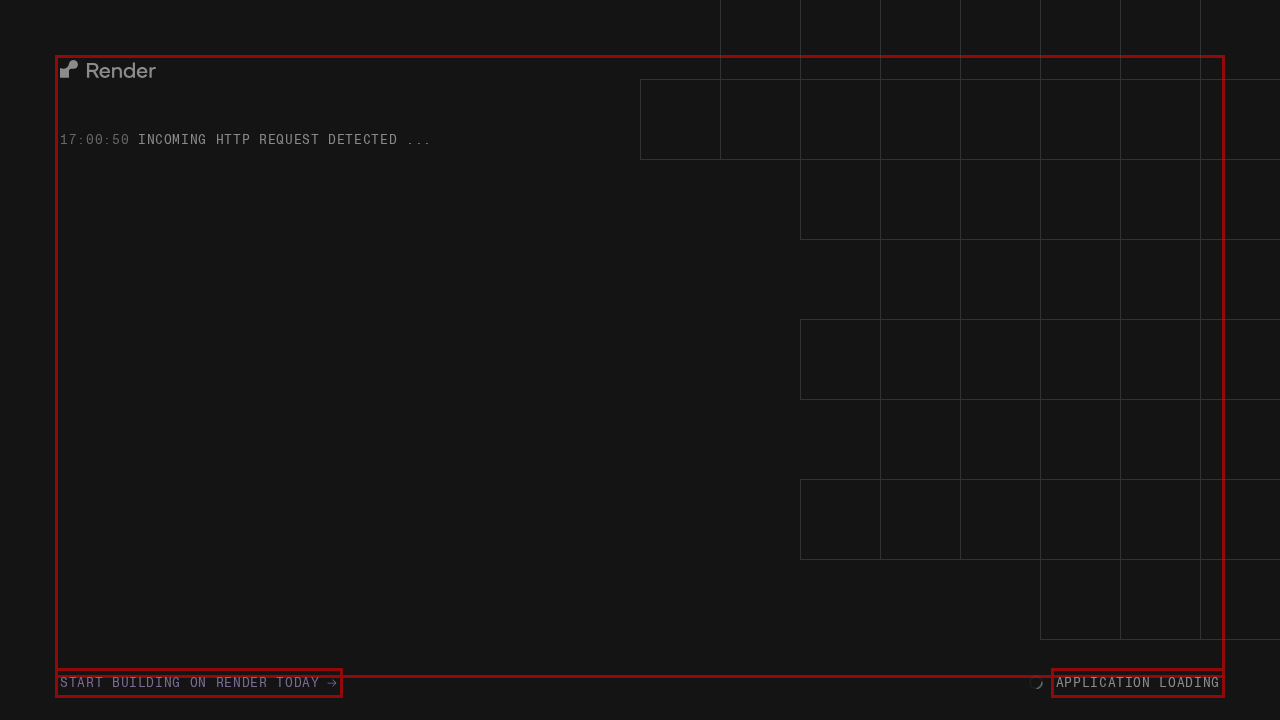 Render
17:00:50 INCOMING HTTP REQUEST DETECTED ...
START BUILDING ON RENDER TODAY →
APPLICATION LOADING